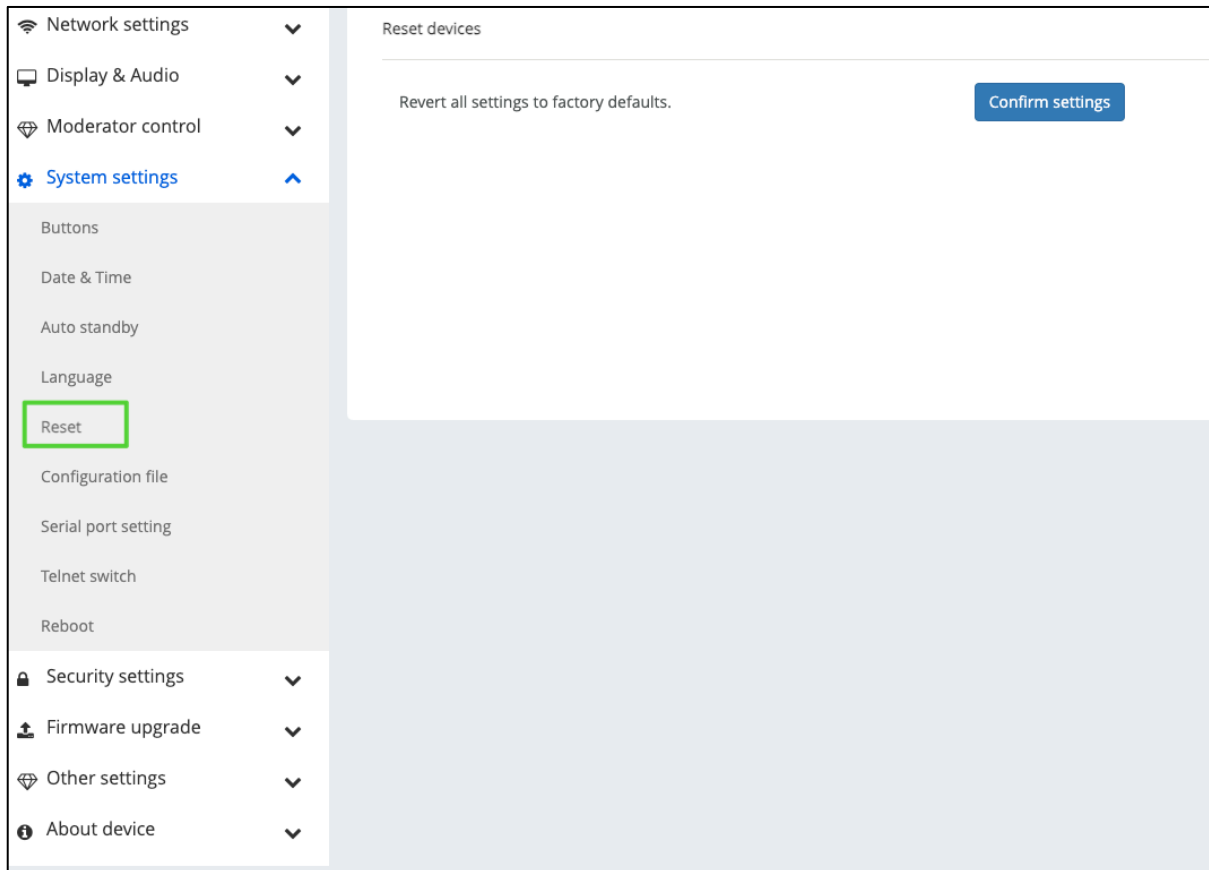 Network settings
Display & Audio
Moderator control
System settings
Buttons
Date & Time
Auto standby
Language
Reset
Configuration file
Serial port setting
Telnet switch
Reboot
Security settings
Firmware upgrade
Other settings
About device
Reset devices
Revert all settings to factory defaults.
Confirm settings